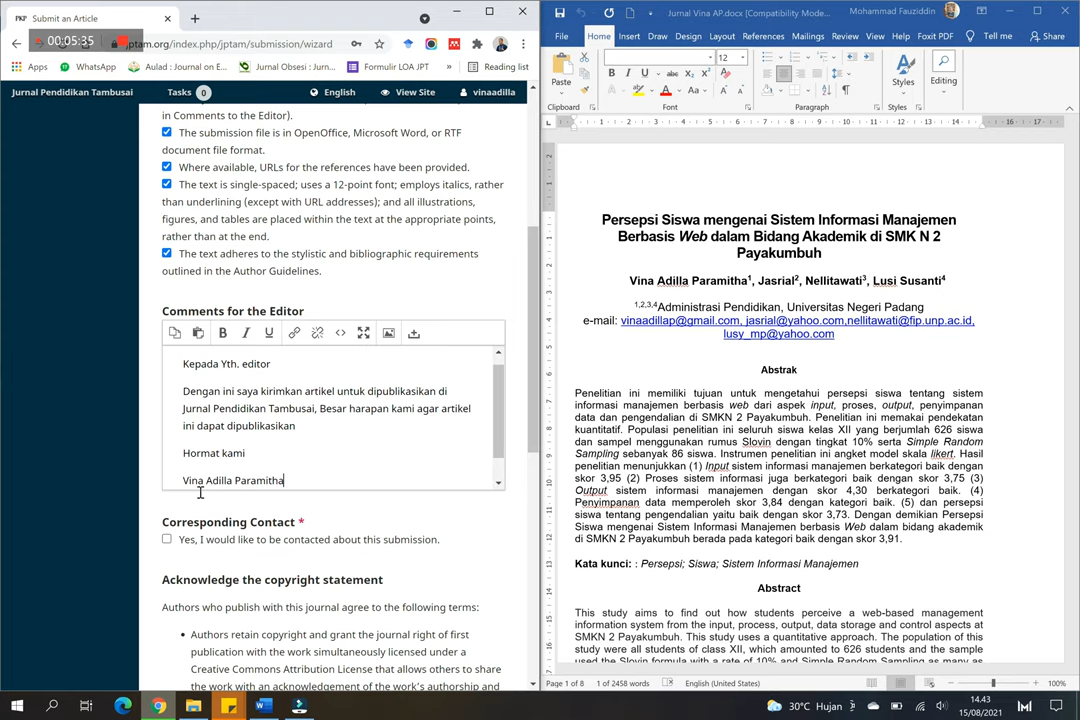 Submit an Article
00:05:35
jptam.org/index.php/jptam/submission/wizard
Apps
WhatsApp
Aulad : Journal on E...
Jurnal Obsesi : Jurn...
Formulir LOA JPT
»
Reading list
Jurnal Pendidikan Tambusai
Tasks 0
English
View Site
vinaadilla
in Comments to the Editor).
The submission file is in OpenOffice, Microsoft Word, or RTF
document file format.
Where available, URLs for the references have been provided.
The text is single-spaced; uses a 12-point font; employs italics, rather
than underlining (except with URL addresses); and all illustrations,
figures, and tables are placed within the text at the appropriate points,
rather than at the end.
The text adheres to the stylistic and bibliographic requirements
outlined in the Author Guidelines.
Comments for the Editor
B I U
Kepada Yth. editor
Dengan ini saya kirimkan artikel untuk dipublikasikan di
Jurnal Pendidikan Tambusai, Besar harapan kami agar artikel
ini dapat dipublikasikan
Hormat kami
Vina Adilla Paramitha
Corresponding Contact *
Yes, I would like to be contacted about this submission.
Acknowledge the copyright statement
Authors who publish with this journal agree to the following terms:
• Authors retain copyright and grant the journal right of first
publication with the work simultaneously licensed under a
Creative Commons Attribution License that allows others to share
the work with an acknowledgement of the work's authorship and
Jurnal Vina AP.docx [Compatibility Mode...
Mohammad Fauziddin
File Home Insert Draw Design Layout References Mailings Review View Help Foxit PDF Tell me Share
Paste
12
Styles
Editing
Clipboard
Font
Paragraph
Styles
Persepsi Siswa mengenai Sistem Informasi Manajemen
Berbasis Web dalam Bidang Akademik di SMK N 2
Payakumbuh
Vina Adilla Paramitha¹, Jasrial², Nellitawati³, Lusi Susanti⁴
1,2,3,4Administrasi Pendidikan, Universitas Negeri Padang
e-mail: vinaadillap@gmail.com, jasrial@yahoo.com,nellitawati@fip.unp.ac.id,
lusy_mp@yahoo.com
Abstrak
Penelitian ini memiliki tujuan untuk mengetahui persepsi siswa tentang sistem
informasi manajemen berbasis web dari aspek input, proses, output, penyimpanan
data dan pengendalian di SMKN 2 Payakumbuh. Penelitian ini memakai pendekatan
kuantitatif. Populasi penelitian ini seluruh siswa kelas XII yang berjumlah 626 siswa
dan sampel menggunakan rumus Slovin dengan tingkat 10% serta Simple Random
Sampling sebanyak 86 siswa. Instrumen penelitian ini angket model skala likert. Hasil
penelitian menunjukkan (1) Input sistem informasi manajemen berkategori baik dengan
skor 3,95 (2) Proses sistem informasi juga berkategori baik dengan skor 3,75 (3)
Output sistem informasi manajemen dengan skor 4,30 berkategori baik. (4)
Penyimpanan data memperoleh skor 3,84 dengan kategori baik. (5) dan persepsi
siswa tentang pengendalian yaitu baik dengan skor 3,73. Dengan demikian Persepsi
Siswa mengenai Sistem Informasi Manajemen berbasis Web dalam bidang akademik
di SMKN 2 Payakumbuh berada pada kategori baik dengan skor 3,91.
Kata kunci: : Persepsi; Siswa; Sistem Informasi Manajemen
Abstract
This study aims to find out how students perceive a web-based management
information system from the input, process, output, data storage and control aspects at
SMKN 2 Payakumbuh. This study uses a quantitative approach. The population of this
study were all students of class XII, which amounted to 626 students and the sample
used the Slovin formula with a rate of 10% and Simple Random Sampling as many as
Page 1 of 8
1 of 2458 words
English (United States)
100%
30°C Hujan
14.43
15/08/2021